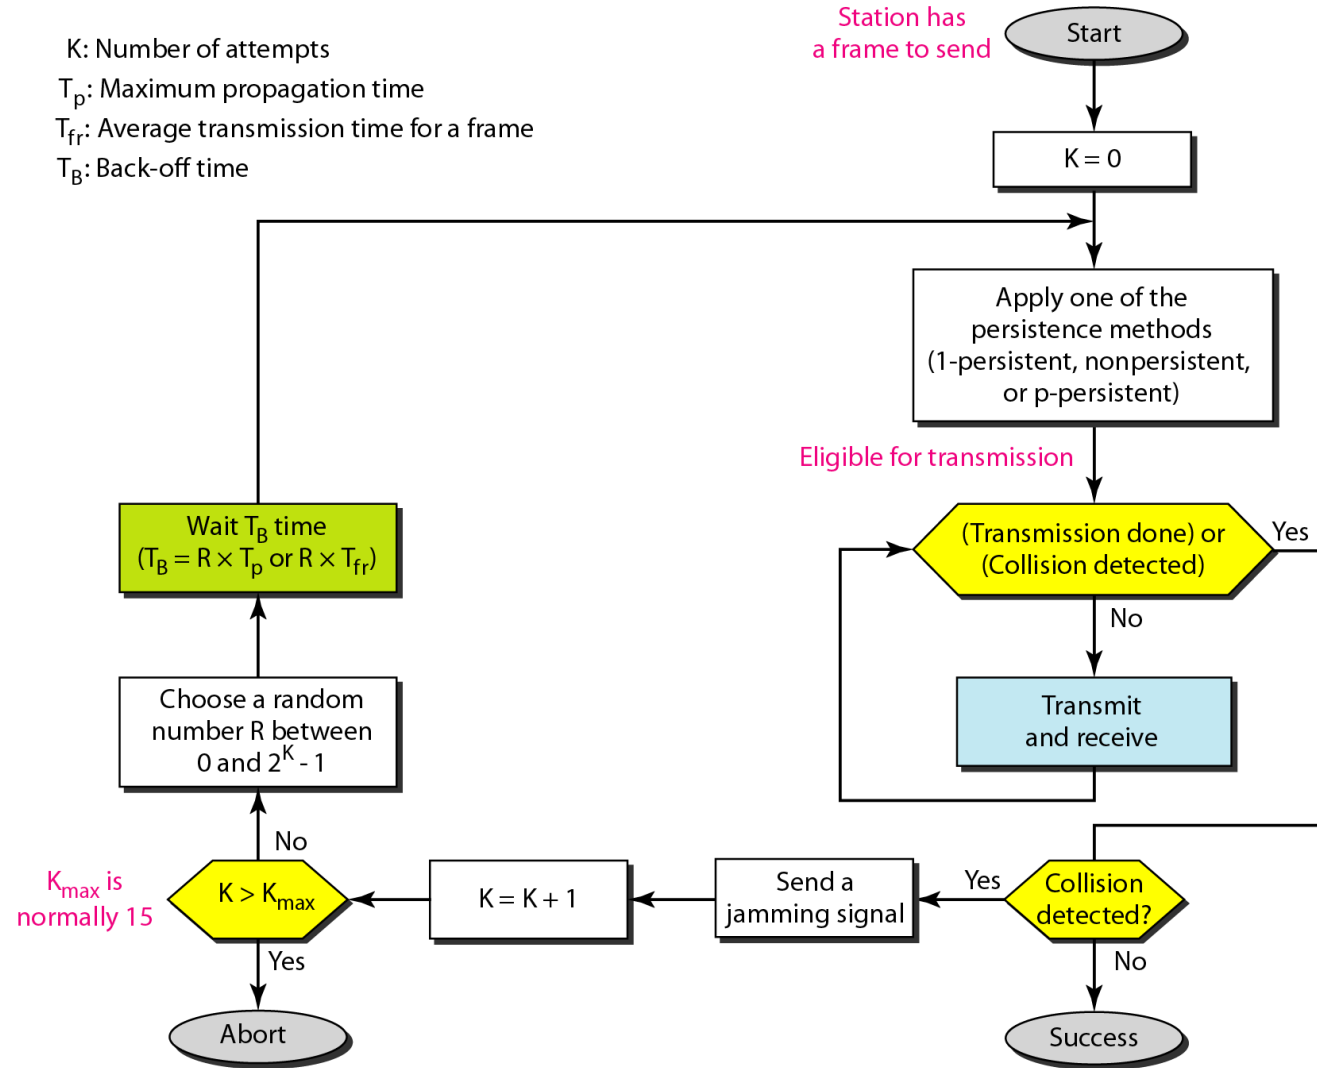 K: Number of attempts
Tp: Maximum propagation time
Tfr: Average transmission time for a frame
TB: Back-off time
Station has
a frame to send
Start
K = 0
Apply one of the
persistence methods
(1-persistent, nonpersistent,
or p-persistent)
Eligible for transmission
(Transmission done) or
(Collision detected)
Yes
No
Transmit
and receive
Wait TB time
(TB = R × Tp or R × Tfr)
Choose a random
number R between
0 and 2^K - 1
No
Kmax is
normally 15
K > Kmax
Yes
Abort
K = K + 1
Send a
jamming signal
Yes
Collision
detected?
No
Success